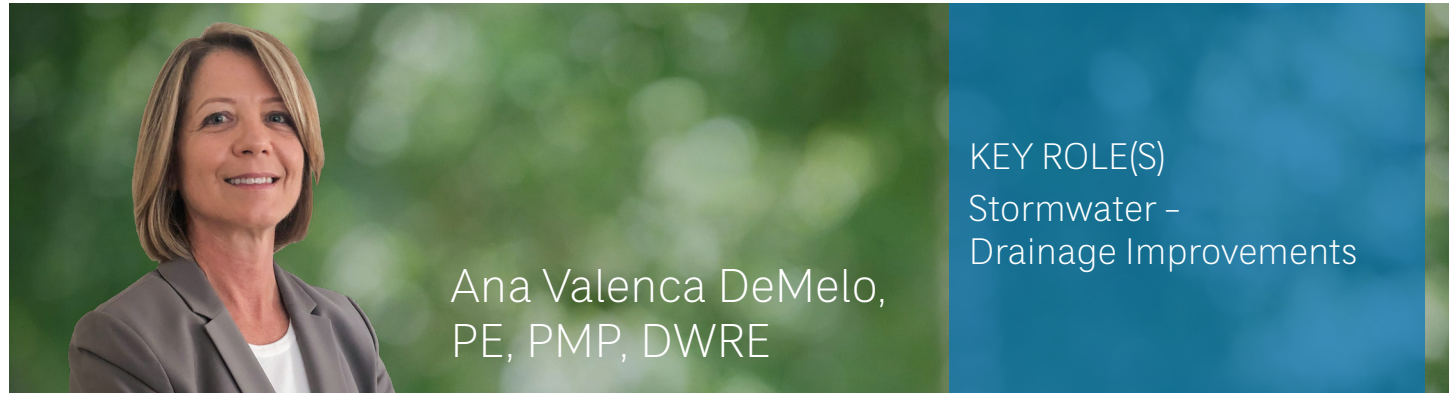 Ana Valenca DeMelo,
PE, PMP, DWRE
KEY ROLE(S)
Stormwater –
Drainage Improvements